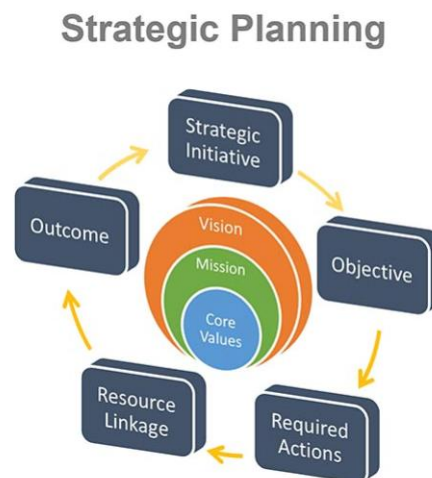 Strategic Planning
Strategic
Initiative
Objective
Required
Actions
Resource
Linkage
Outcome
Vision
Mission
Core
Values